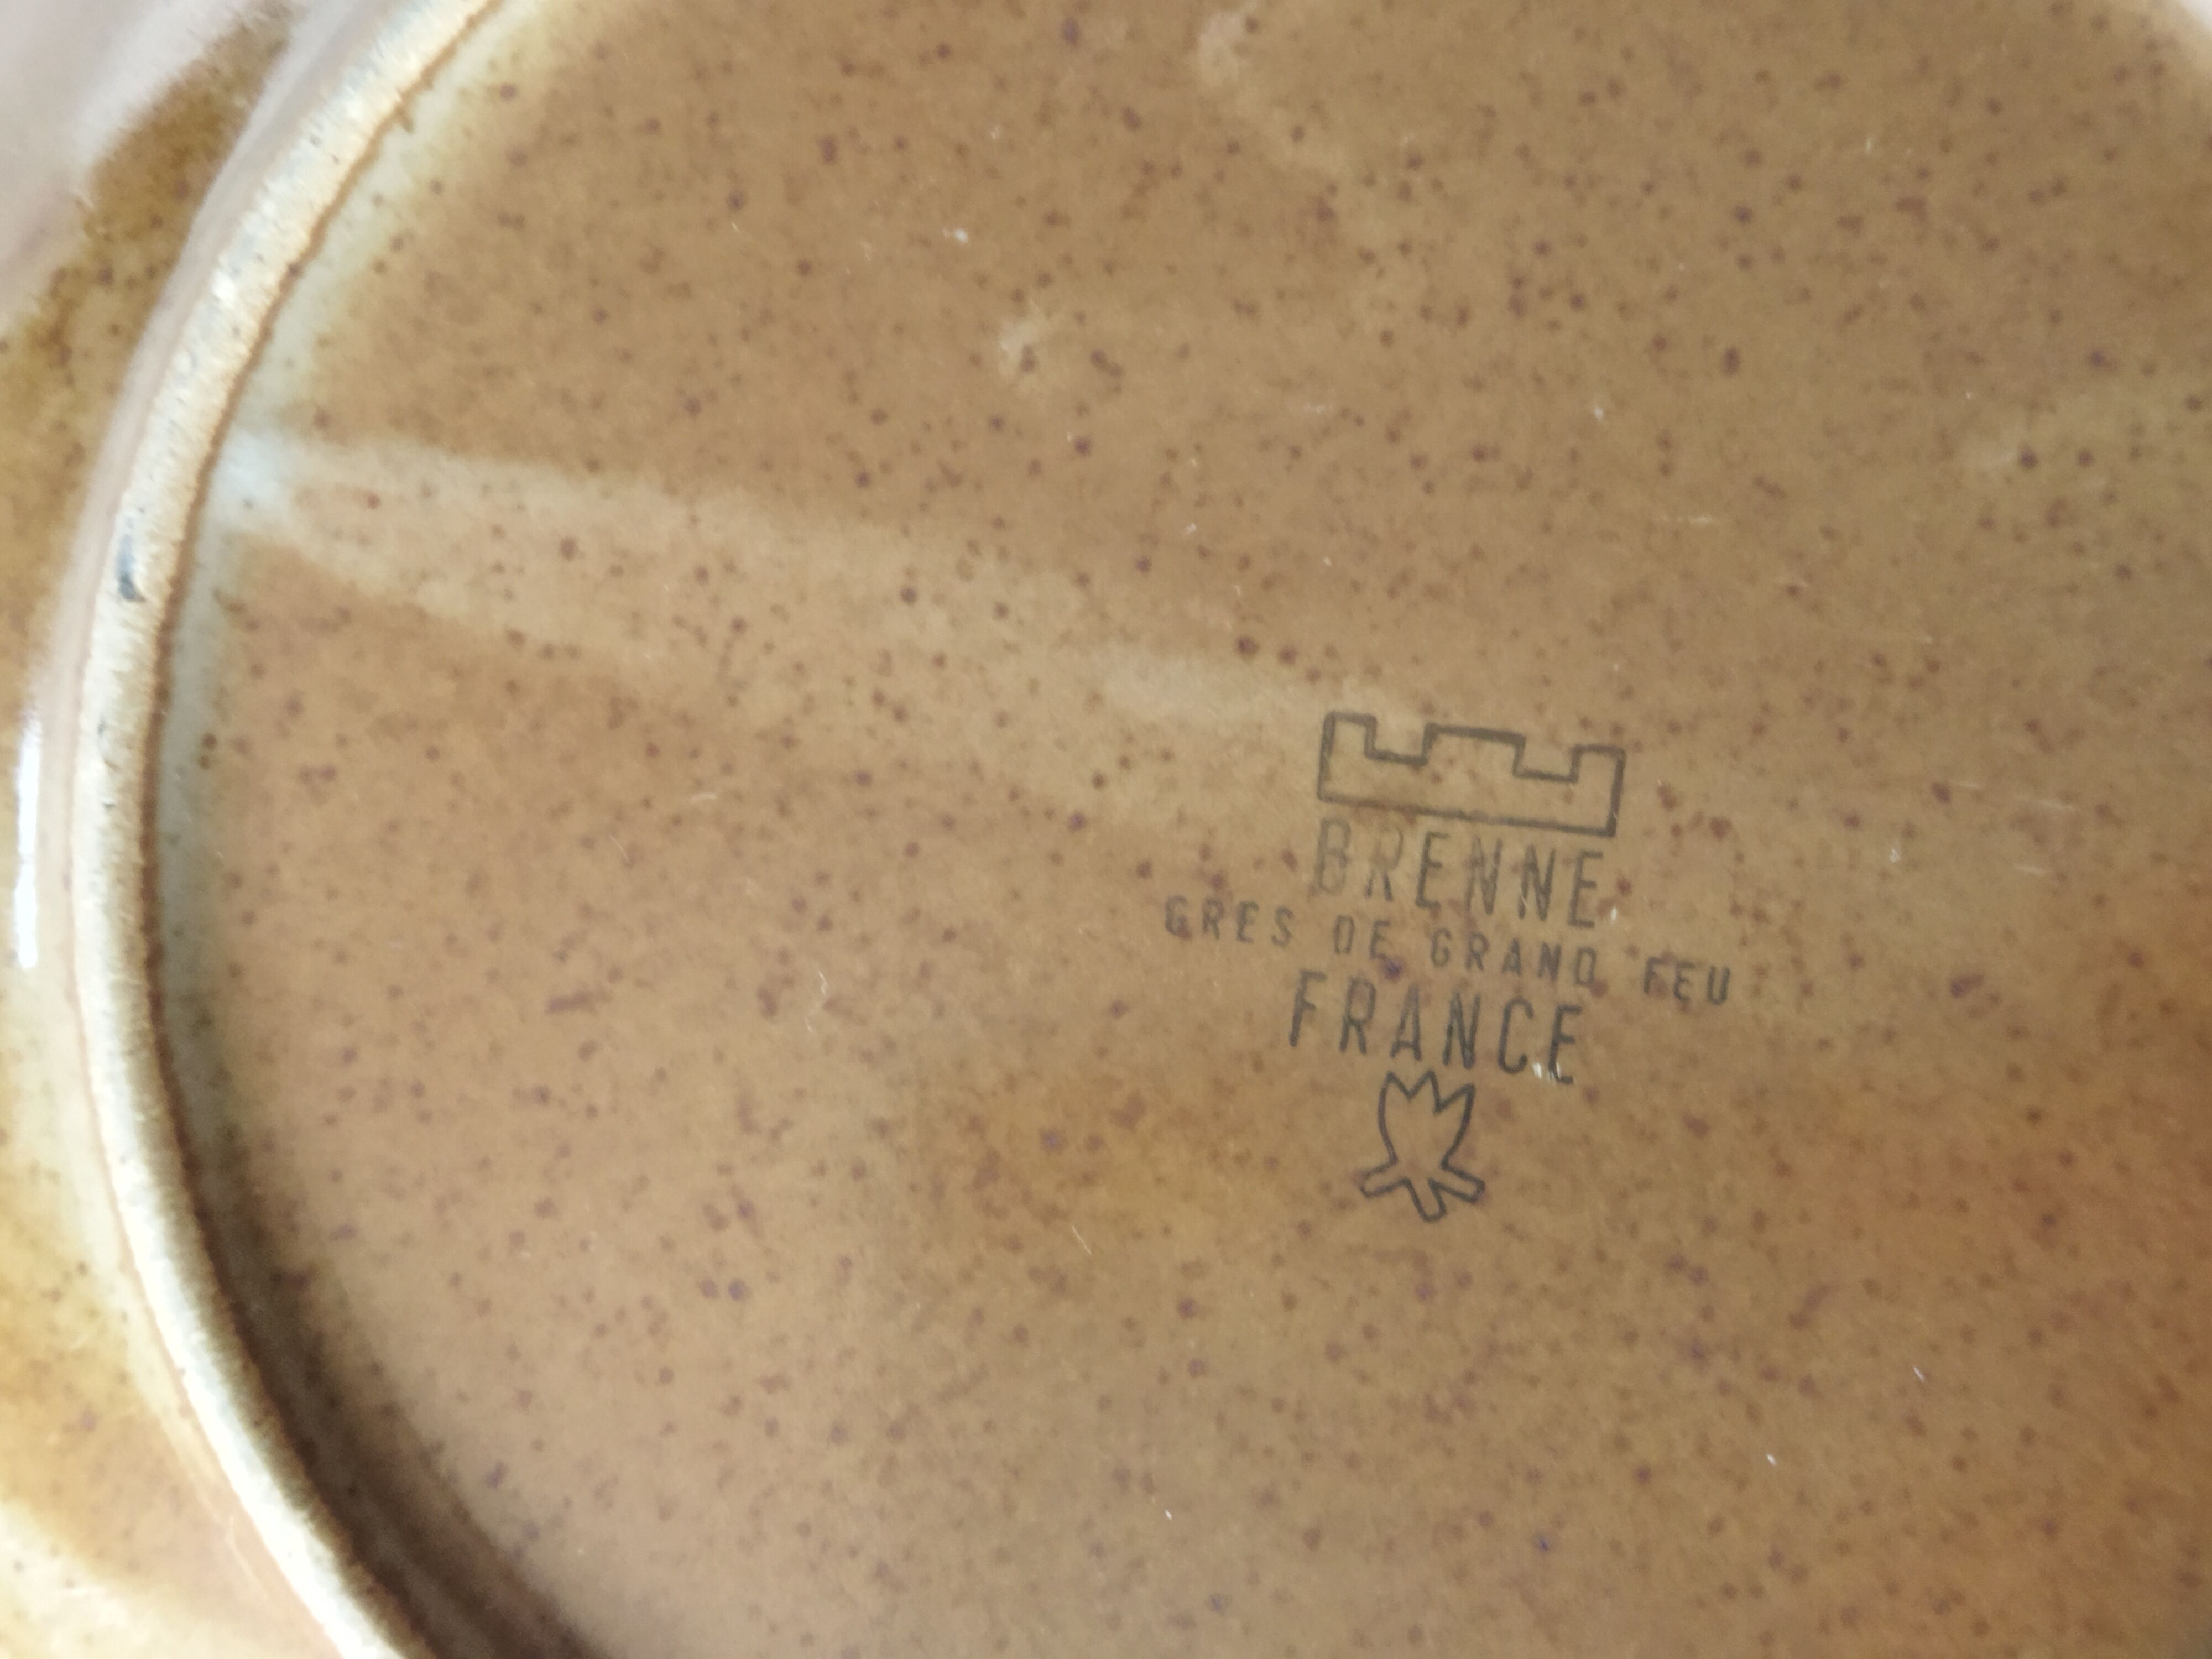 BRENNE
GRES DE GRAND FEU
FRANCE